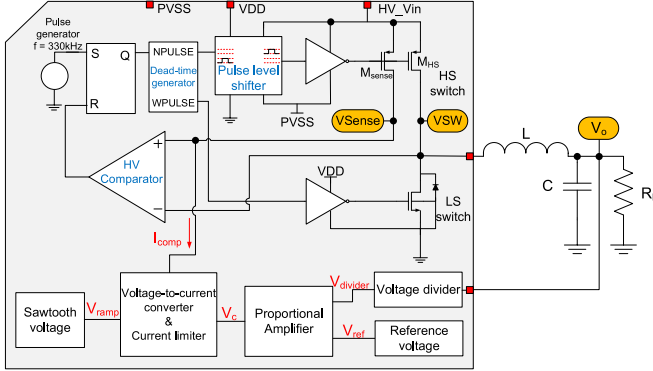 PVSS
VDD
HV_Vin
Pulse
generator
f = 330kHz
S
Q
R
NPULSE
Dead-time
generator
WPULSE
Pulse level
shifter
PVSS
Msense
MHS
HS
switch
VSense
VSW
L
Vo
C
+
HV
Comparator
−
VDD
LS
switch
Icomp
Sawtooth
voltage
Vramp
Voltage-to-current
converter
&
Current limiter
Vc
Proportional
Amplifier
Vdivider
Voltage divider
Vref
Reference
voltage